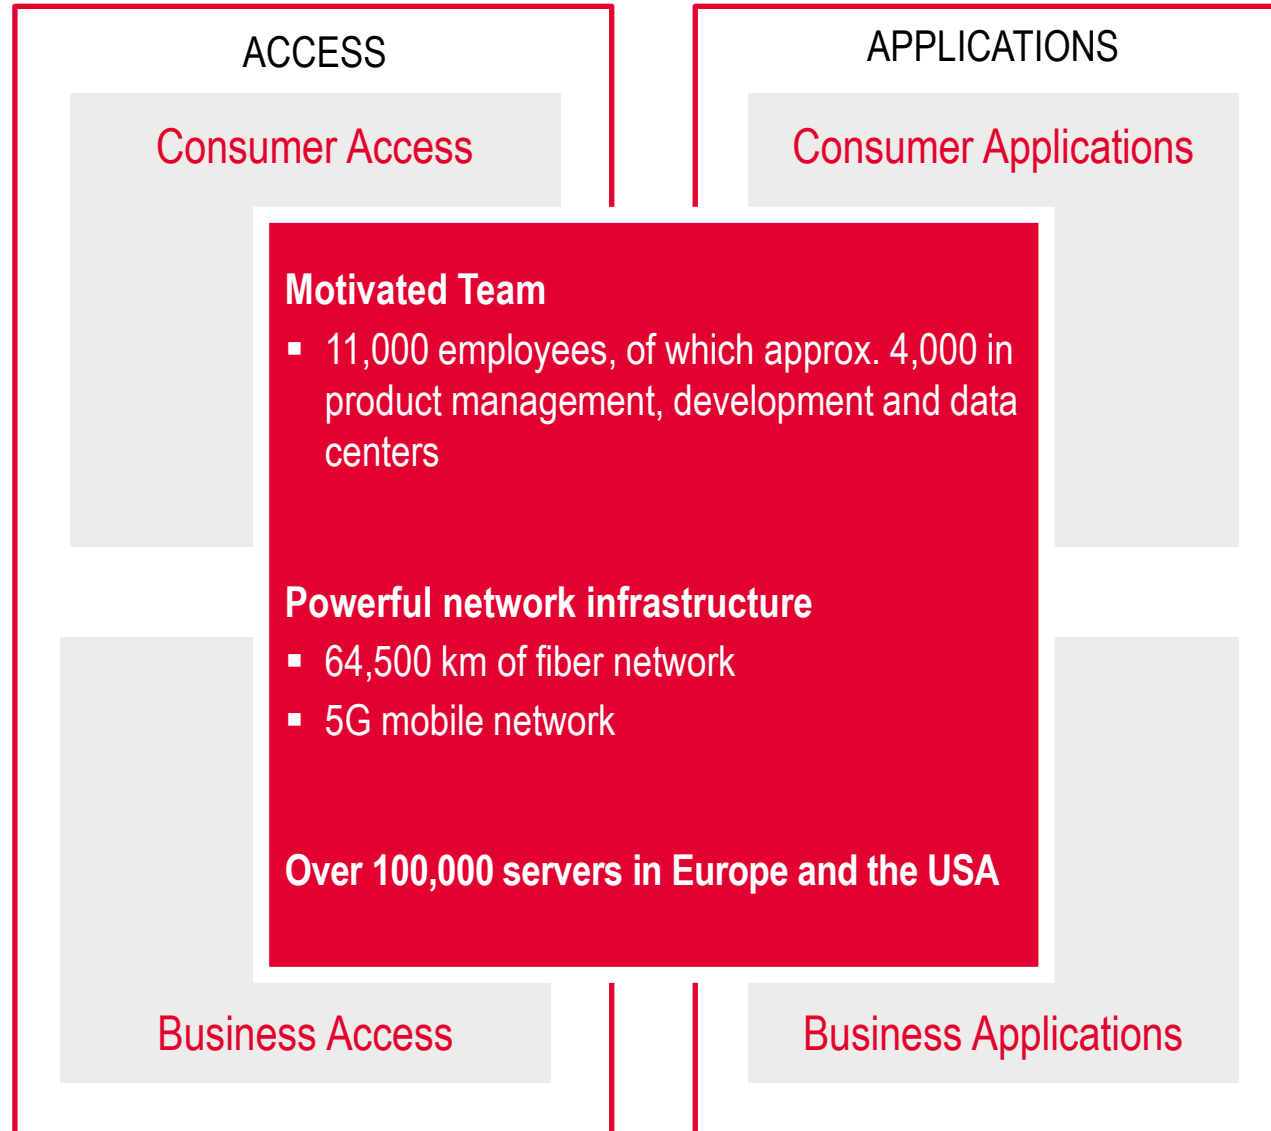 ACCESS
APPLICATIONS
Consumer Access
Consumer Applications
Motivated Team
▪ 11,000 employees, of which approx. 4,000 in
product management, development and data
centers
Powerful network infrastructure
▪ 64,500 km of fiber network
▪ 5G mobile network
Over 100,000 servers in Europe and the USA
Business Access
Business Applications